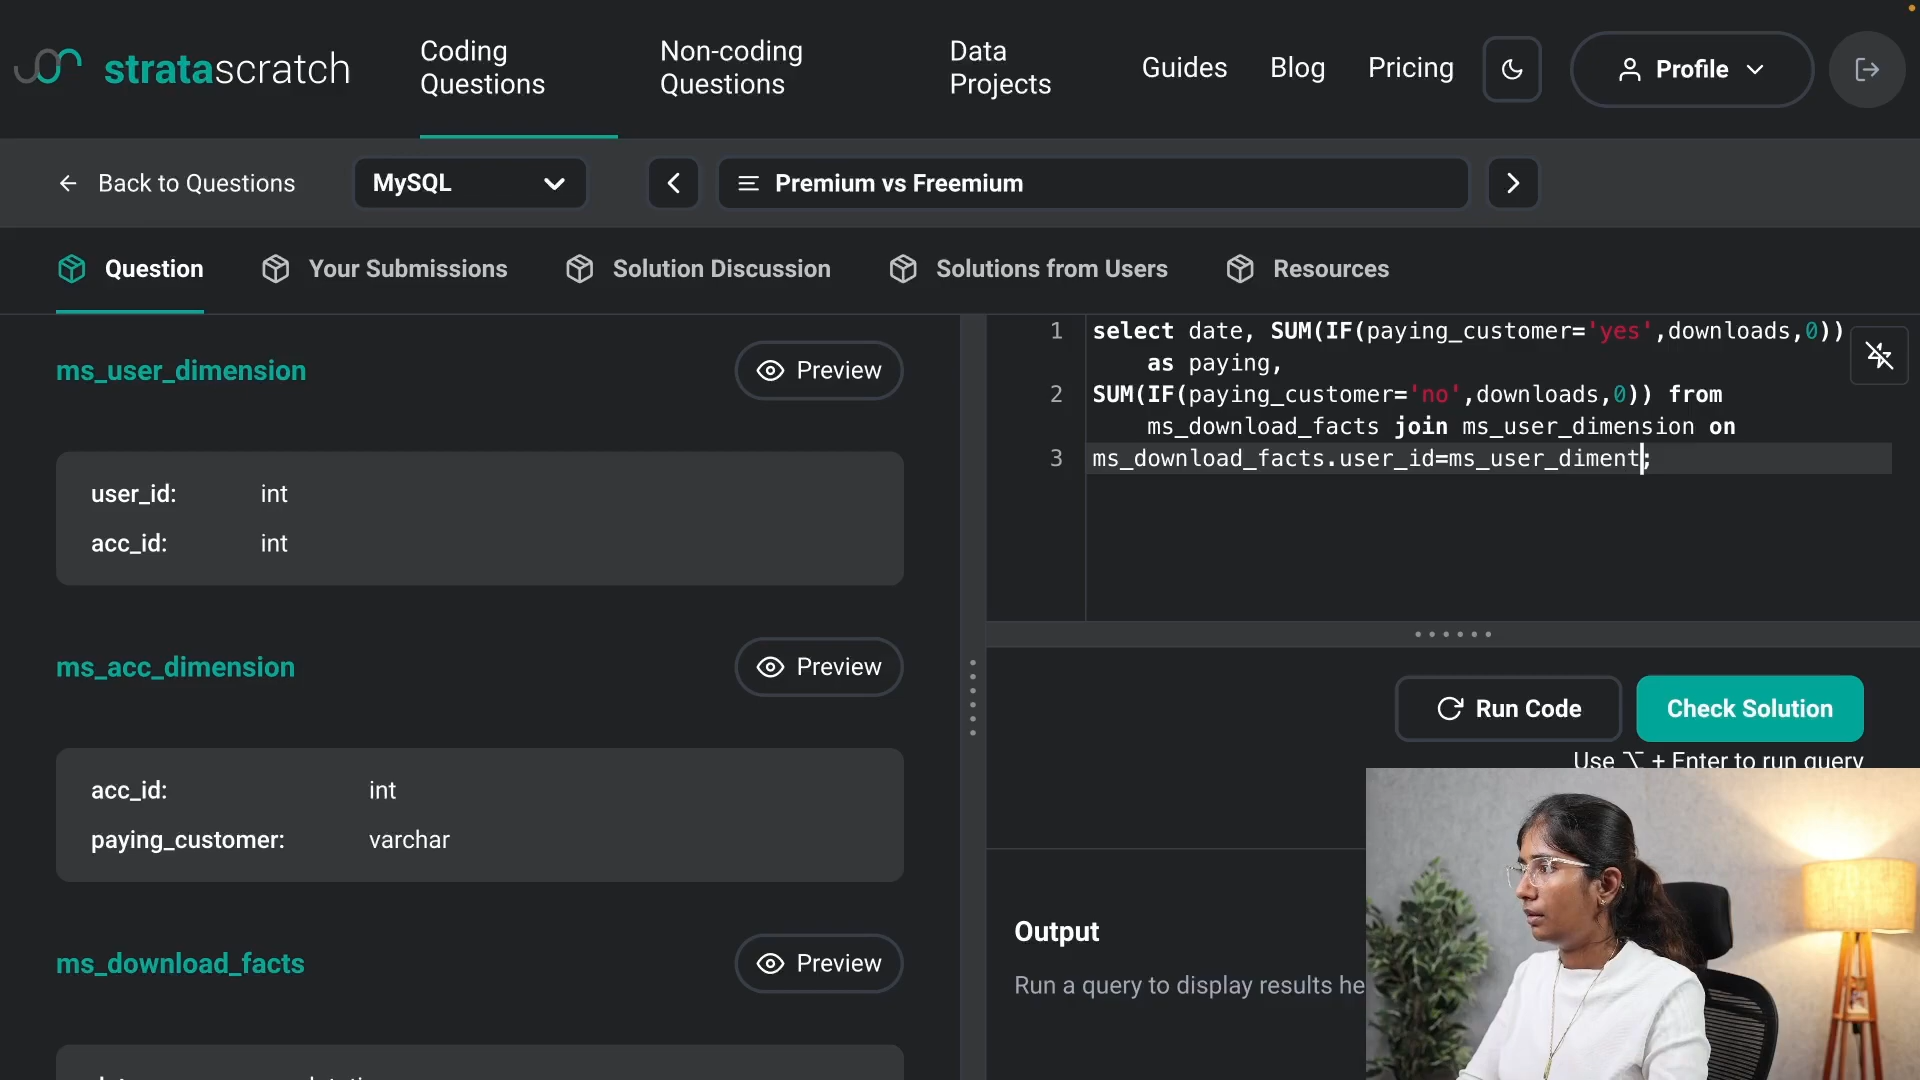 stratascratch
Coding
Questions
Non-coding
Questions
Data
Projects
Guides
Blog
Pricing
Profile
Back to Questions
MySQL
Premium vs Freemium
Question
Your Submissions
Solution Discussion
Solutions from Users
Resources
ms_user_dimension
Preview
user_id: int
acc_id: int
ms_acc_dimension
Preview
acc_id: int
paying_customer: varchar
ms_download_facts
Preview
1 select date, SUM(IF(paying_customer='yes',downloads,0))
as paying,
2 SUM(IF(paying_customer='no',downloads,0)) from
ms_download_facts join ms_user_dimension on
3 ms_download_facts.user_id=ms_user_diment;
Run Code
Check Solution
Use ⌥ + Enter to run query
Output
Run a query to display results he